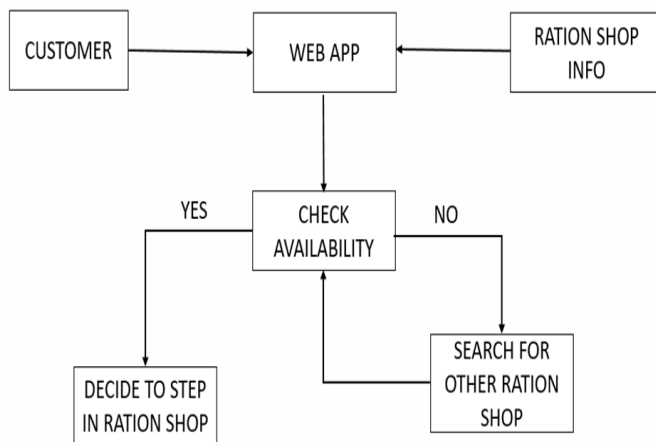 CUSTOMER
WEB APP
RATION SHOP
INFO
YES
CHECK
AVAILABILITY
NO
DECIDE TO STEP
IN RATION SHOP
SEARCH FOR
OTHER RATION
SHOP